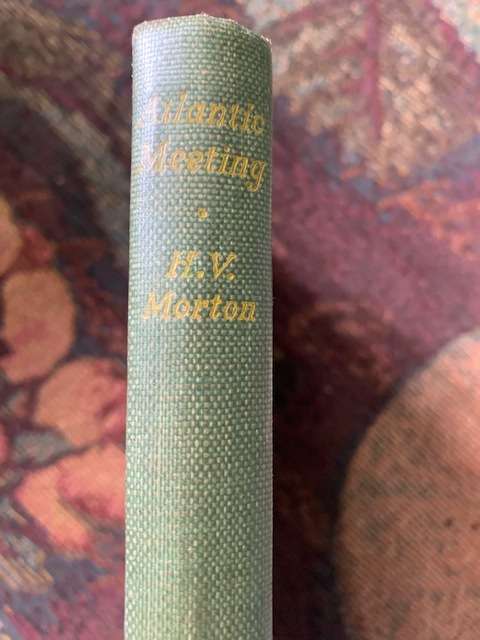 Atlantic
Meeting
H.V.
Morton